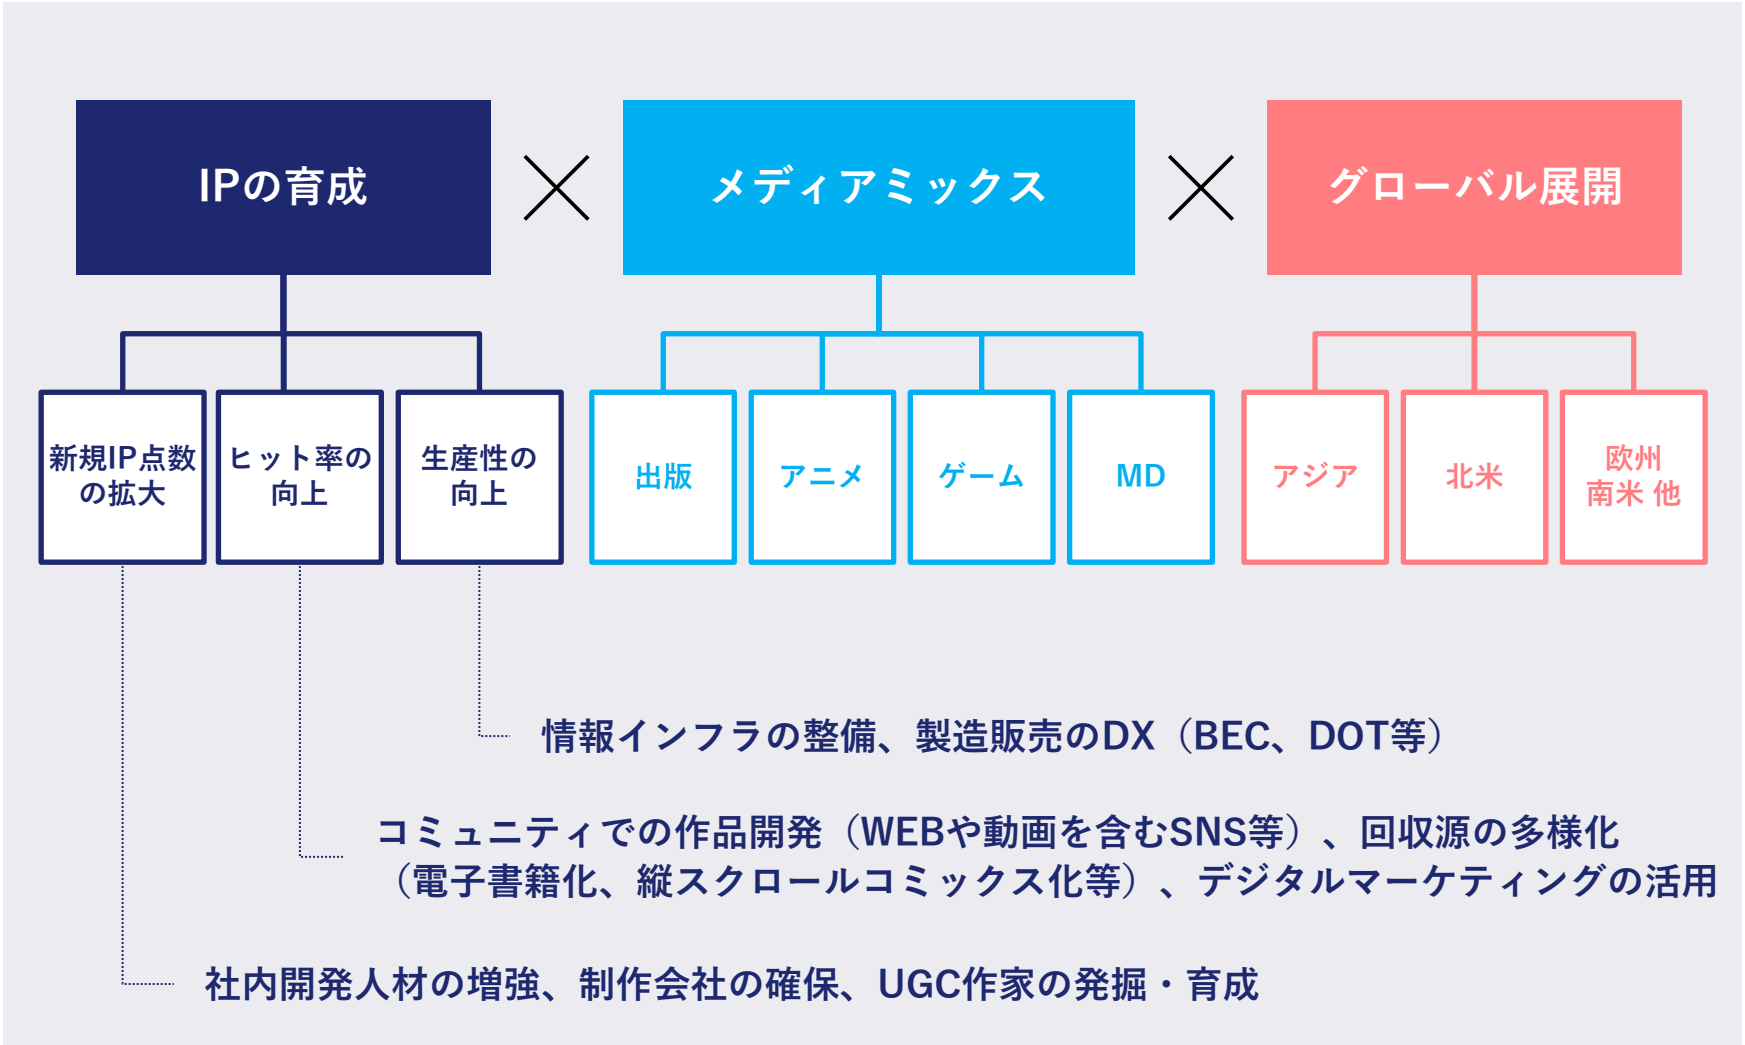 IPの育成
メディアミックス
グローバル展開
新規IP点数
の拡大
ヒット率の
向上
生産性の
向上
出版
アニメ
ゲーム
MD
アジア
北米
欧州
南米 他
情報インフラの整備、製造販売のDX（BEC、DOT等）
コミュニティでの作品開発（WEBや動画を含むSNS等）、回収源の多様化
（電子書籍化、縦スクロールコミックス化等）、デジタルマーケティングの活用
社内開発人材の増強、制作会社の確保、UGC作家の発掘・育成